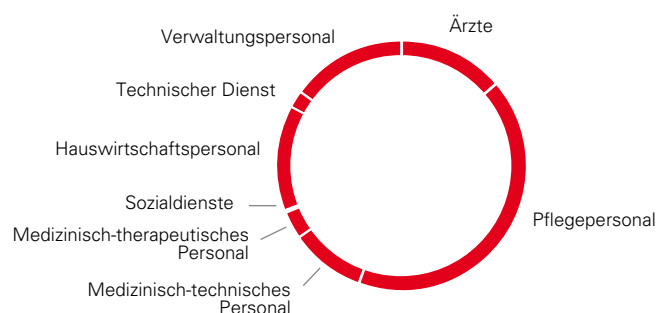 Ärzte
Verwaltungspersonal
Technischer Dienst
Hauswirtschaftspersonal
Sozialdienste
Medizinisch-therapeutisches
Personal
Medizinisch-technisches
Personal
Pflegepersonal